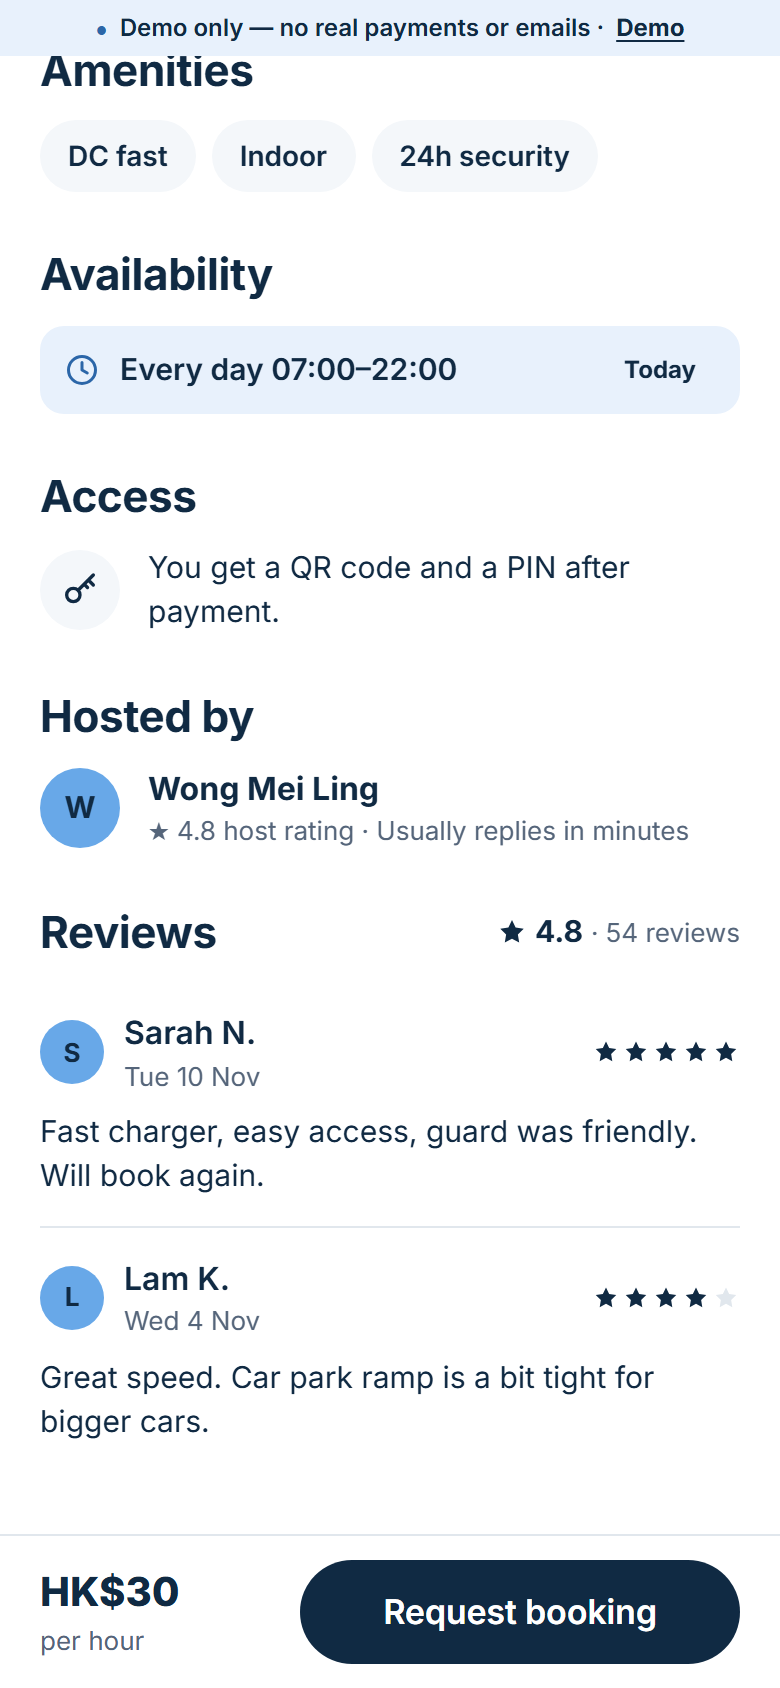 Demo only — no real payments or emails · Demo
Amenities
DC fast
Indoor
24h security
Availability
Every day 07:00–22:00
Today
Access
You get a QR code and a PIN after
payment.
Hosted by
W
Wong Mei Ling
★ 4.8 host rating · Usually replies in minutes
Reviews
★ 4.8 · 54 reviews
S
Sarah N.
Tue 10 Nov
Fast charger, easy access, guard was friendly.
Will book again.
L
Lam K.
Wed 4 Nov
Great speed. Car park ramp is a bit tight for
bigger cars.
HK$30
per hour
Request booking